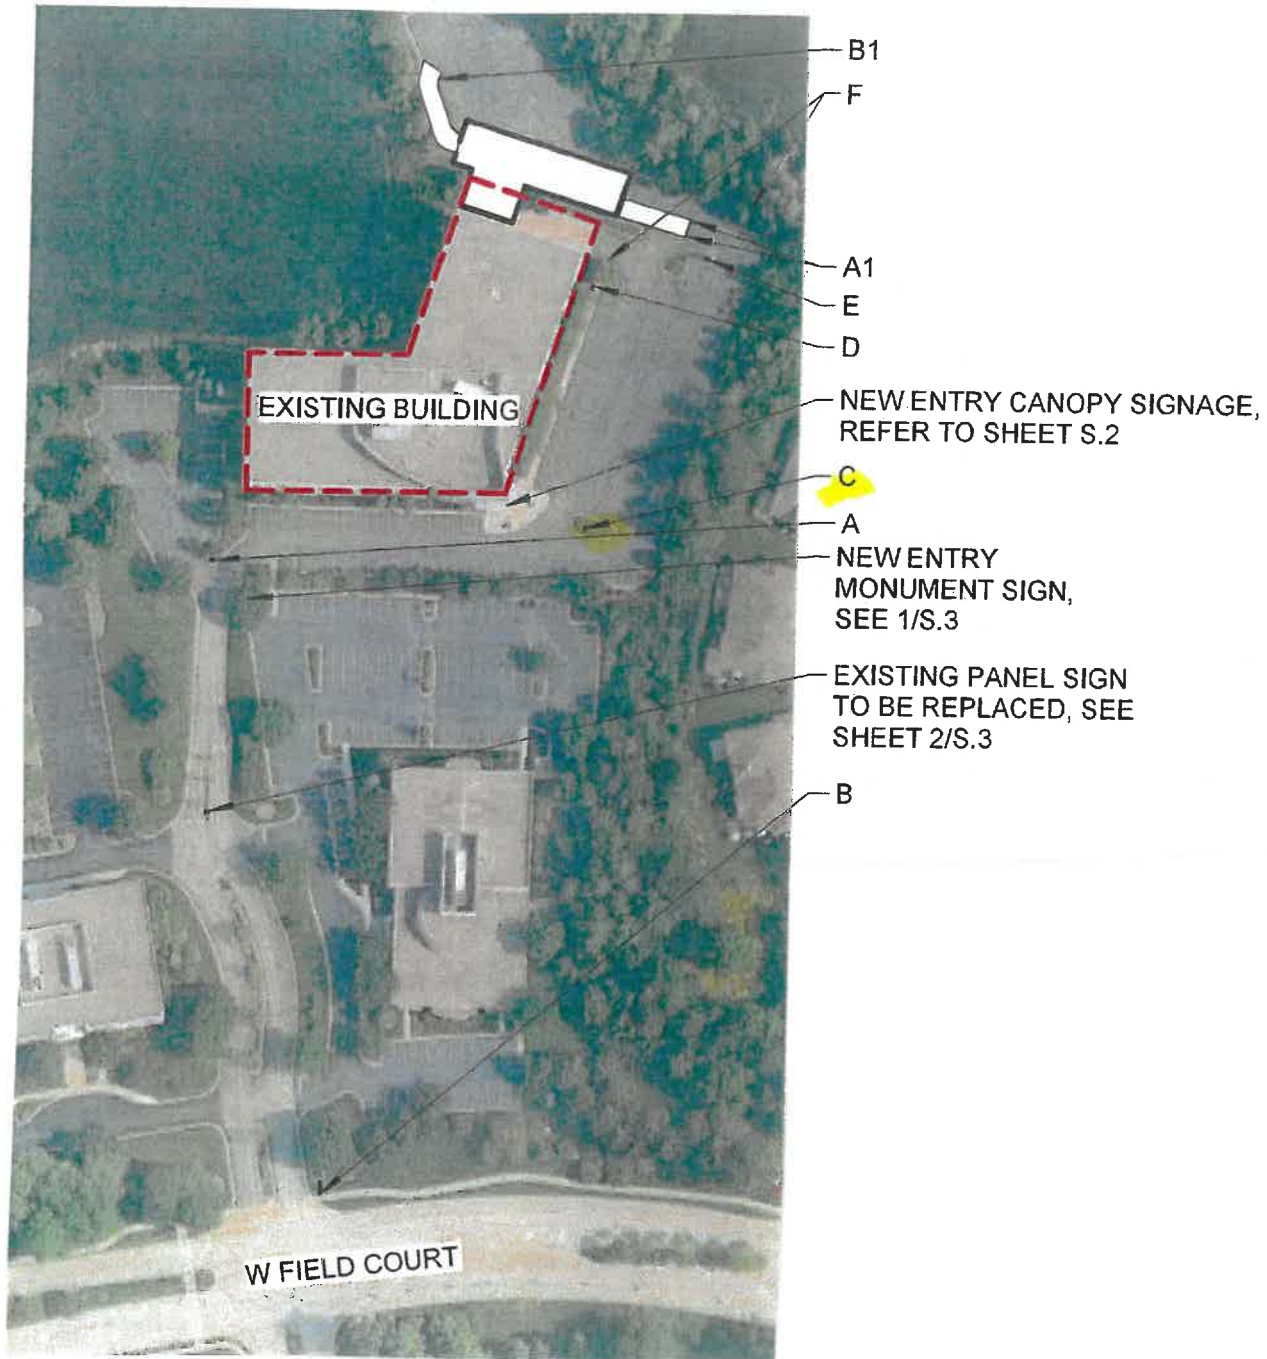 B1
F
A1
E
D
NEW ENTRY CANOPY SIGNAGE,
REFER TO SHEET S.2
EXISTING BUILDING
C
A
NEW ENTRY
MONUMENT SIGN,
SEE 1/S.3
EXISTING PANEL SIGN
TO BE REPLACED, SEE
SHEET 2/S.3
B
W FIELD COURT